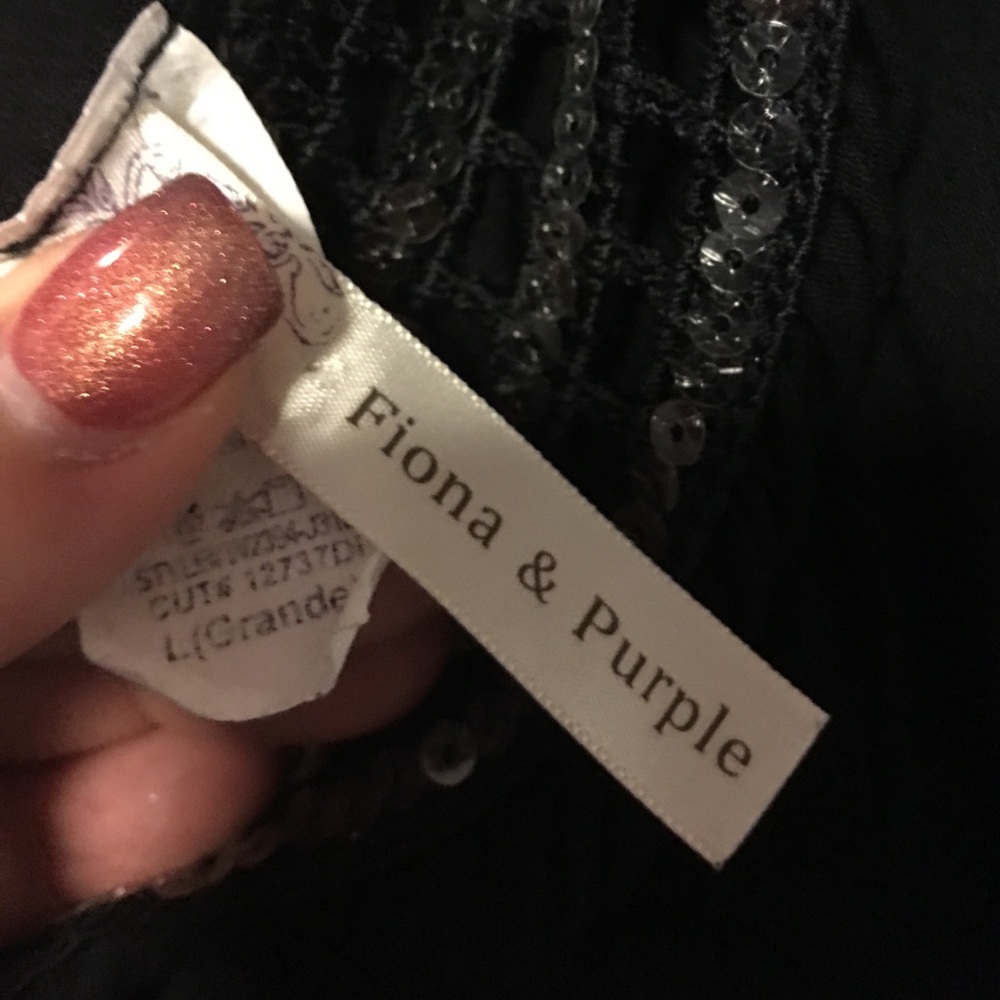 Fiona & Purple
CUT# 12737D
L(Grande